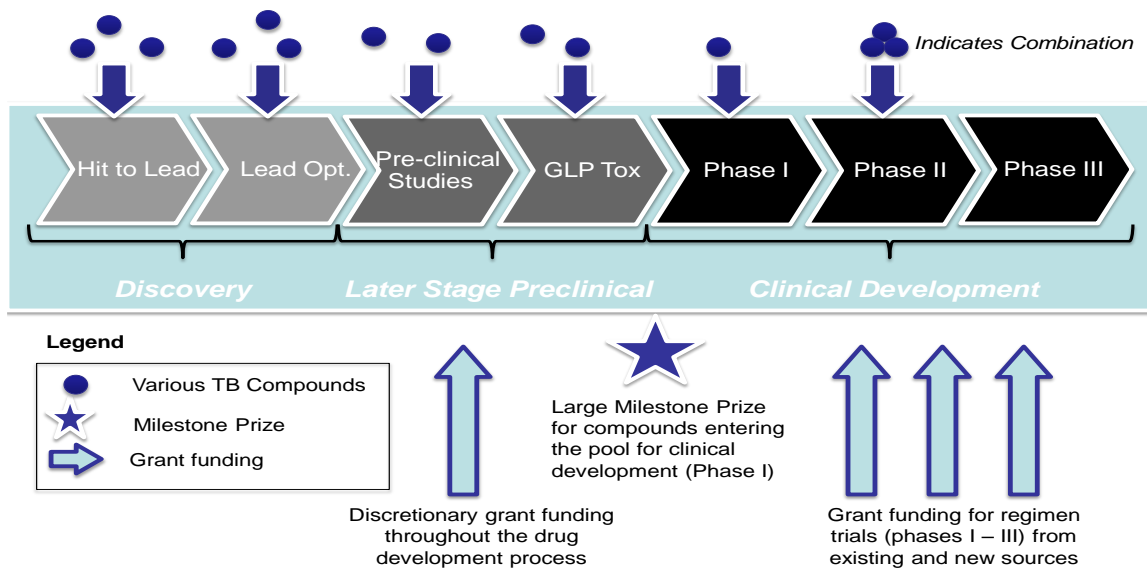 Indicates Combination
Hit to Lead
Lead Opt.
Pre-clinical
Studies
GLP Tox
Phase I
Phase II
Phase III
Discovery
Later Stage Preclinical
Clinical Development
Legend
Various TB Compounds
Milestone Prize
Grant funding
Large Milestone Prize
for compounds entering
the pool for clinical
development (Phase I)
Discretionary grant funding
throughout the drug
development process
Grant funding for regimen
trials (phases I – III) from
existing and new sources